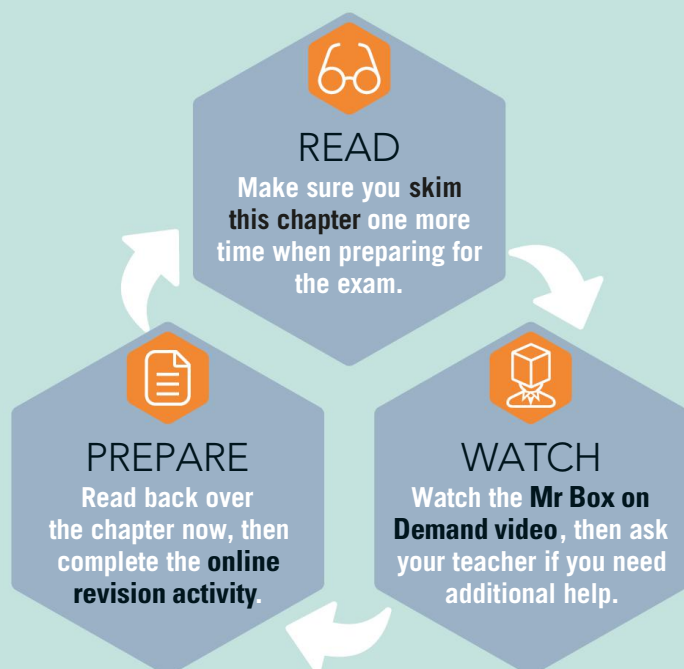 READ
Make sure you skim
this chapter one more
time when preparing for
the exam.
PREPARE
Read back over
the chapter now, then
complete the online
revision activity.
WATCH
Watch the Mr Box on
Demand video, then ask
your teacher if you need
additional help.